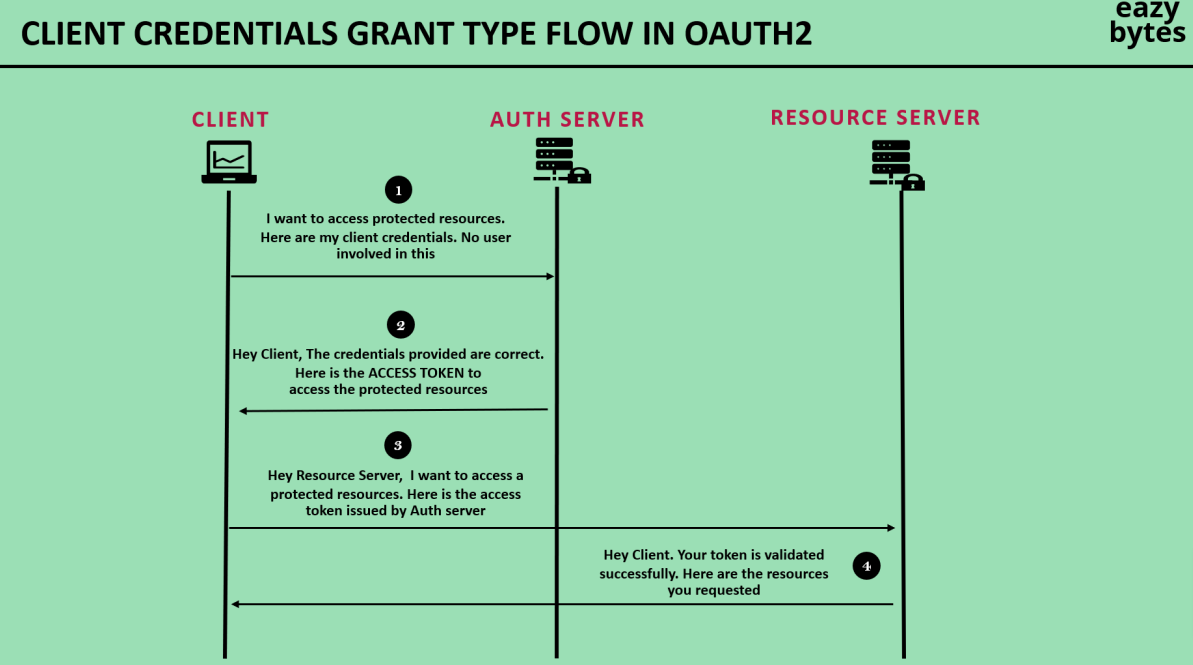 CLIENT CREDENTIALS GRANT TYPE FLOW IN OAUTH2
eazy
bytes
CLIENT
AUTH SERVER
RESOURCE SERVER
1
I want to access protected resources.
Here are my client credentials. No user
involved in this
2
Hey Client, The credentials provided are correct.
Here is the ACCESS TOKEN to
access the protected resources
3
Hey Resource Server, I want to access a
protected resources. Here is the access
token issued by Auth server
4
Hey Client. Your token is validated
successfully. Here are the resources
you requested